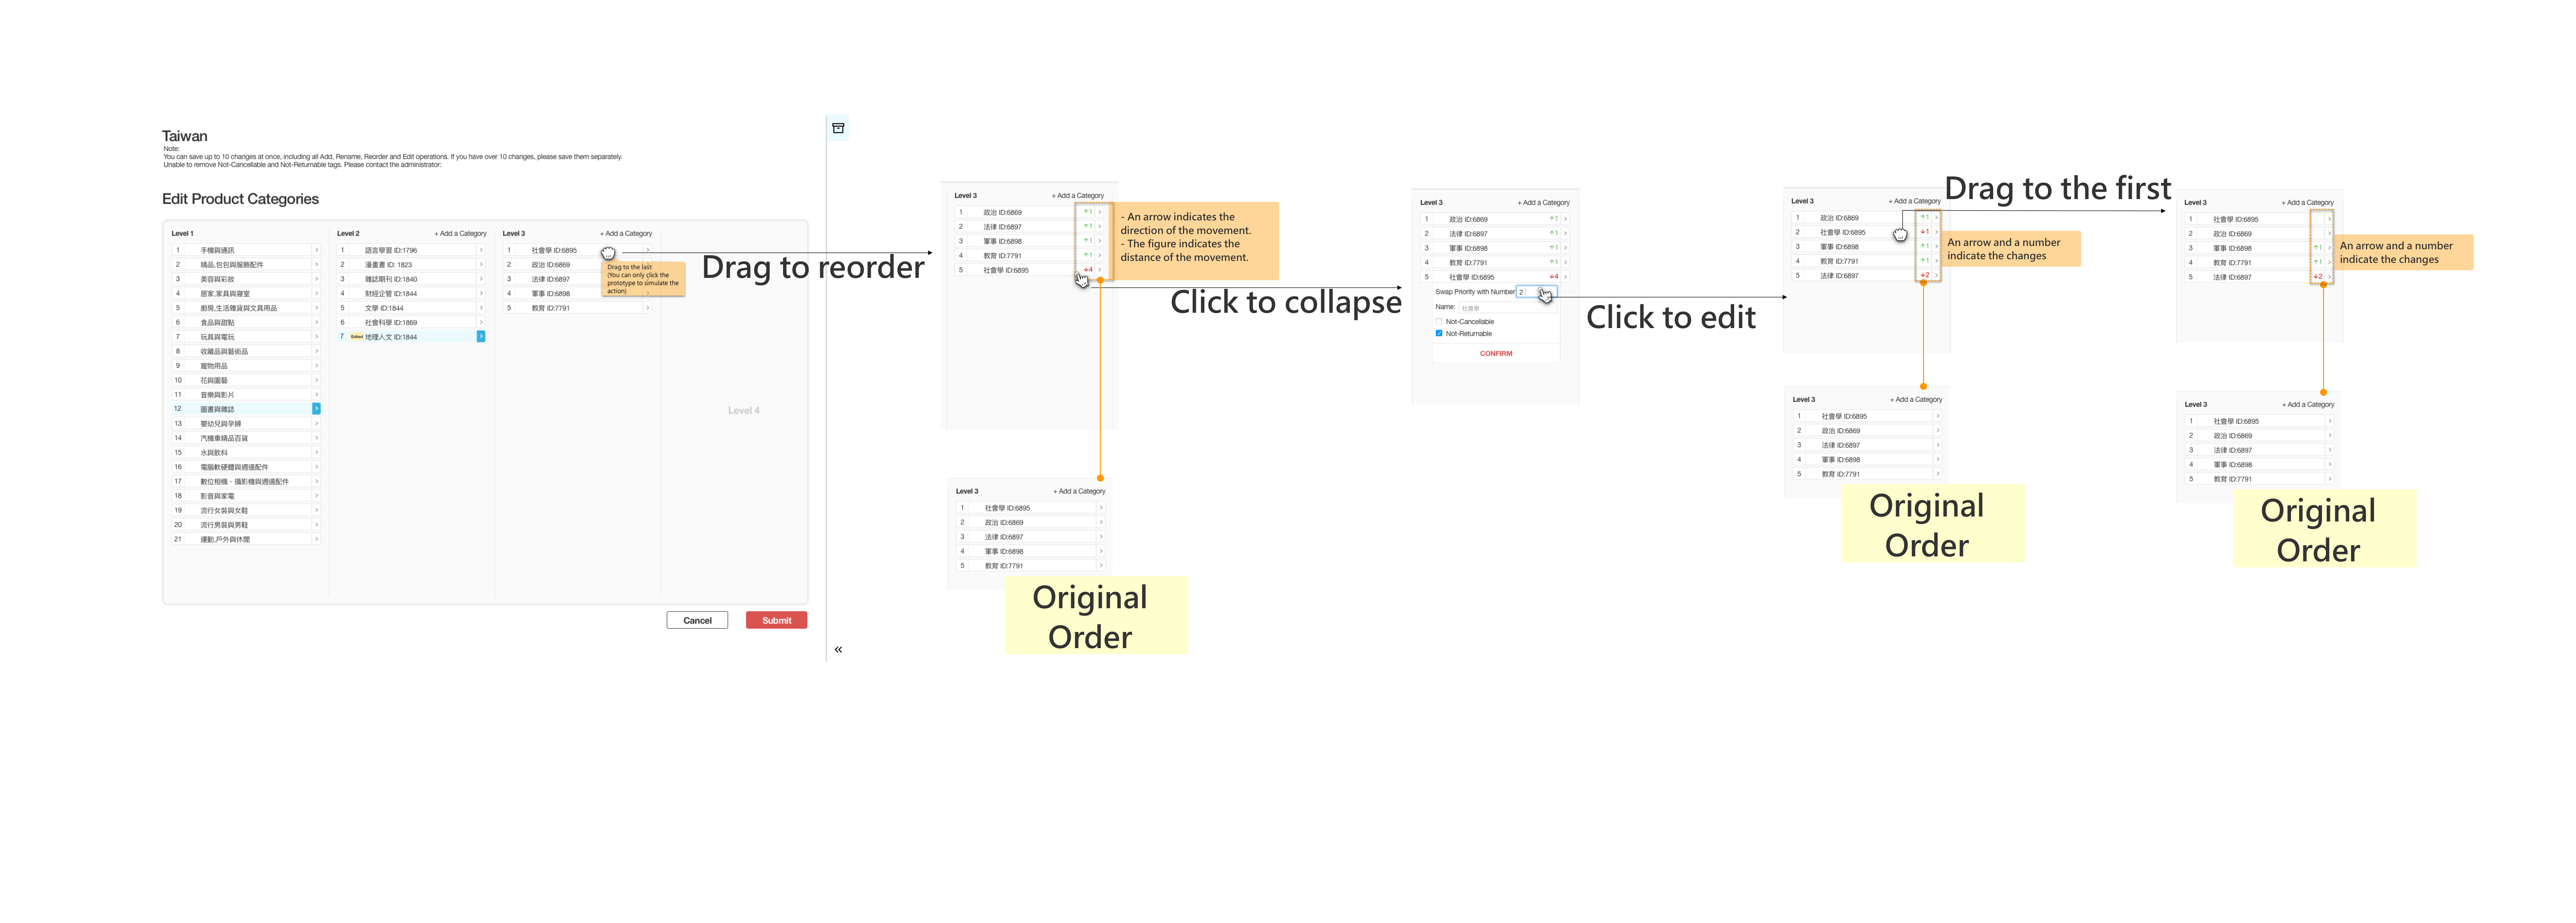 Taiwan
Note:
You can save up to 10 changes at once, including all Add, Rename, Reorder and Edit operations. If you have over 10 changes, please save them separately.
Unable to remove Not-Cancellable and Not-Returnable tags. Please contact the administrator:
Edit Product Categories
Level 1
1 手機與通訊
2 精品,包包與服飾配件
3 美容與彩妝
4 居家,家具與寢室
5 廚房,生活雜貨與文具用品
6 食品與甜點
7 玩具與電玩
8 收藏品與藝術品
9 寵物用品
10 花與園藝
11 音樂與影片
12 圖書與雜誌
13 嬰幼兒與孕婦
14 汽機車精品百貨
15 水與飲料
16 電腦軟硬體與週邊配件
17 數位相機、攝影機與週邊配件
18 影音與家電
19 流行女裝與女鞋
20 流行男裝與男鞋
21 運動,戶外與休閒
Level 2 + Add a Category
1 語言學習 ID:1796
2 漫畫書 ID: 1823
3 雜誌期刊 ID:1840
4 財經企管 ID:1844
5 文學 ID:1844
6 社會科學 ID:1869
7 Edited 地理人文 ID:1844
Level 3 + Add a Category
1 社會學 ID:6895
2 政治 ID:6869
3 法律 ID:6897
4 軍事 ID:6898
5 教育 ID:7791
Drag to the last
(You can only click the
prototype to simulate the
action)
Level 4
Cancel Submit
Drag to reorder
Level 3 + Add a Category
1 政治 ID:6869 ↑1
2 法律 ID:6897 ↑1
3 軍事 ID:6898 ↑1
4 教育 ID:7791 ↑1
5 社會學 ID:6895 ↓4
- An arrow indicates the
direction of the movement.
- The figure indicates the
distance of the movement.
Level 3 + Add a Category
1 社會學 ID:6895
2 政治 ID:6869
3 法律 ID:6897
4 軍事 ID:6898
5 教育 ID:7791
Original
Order
Click to collapse
Level 3 + Add a Category
1 政治 ID:6869 ↑1
2 法律 ID:6897 ↑1
3 軍事 ID:6898 ↑1
4 教育 ID:7791 ↑1
5 社會學 ID:6895 ↓4
Swap Priority with Number 2
Name: 社會學
Not-Cancellable
Not-Returnable
CONFIRM
Click to edit
Level 3 + Add a Category
1 政治 ID:6869 ↑1
2 社會學 ID:6895 ↓1
3 軍事 ID:6898 ↑1
4 教育 ID:7791 ↑1
5 法律 ID:6897 ↓2
An arrow and a number
indicate the changes
Level 3 + Add a Category
1 社會學 ID:6895
2 政治 ID:6869
3 法律 ID:6897
4 軍事 ID:6898
5 教育 ID:7791
Original
Order
Drag to the first
Level 3 + Add a Category
1 社會學 ID:6895
2 政治 ID:6869
3 軍事 ID:6898 ↑1
4 教育 ID:7791 ↑1
5 法律 ID:6897 ↓2
An arrow and a number
indicate the changes
Level 3 + Add a Category
1 社會學 ID:6895
2 政治 ID:6869
3 法律 ID:6897
4 軍事 ID:6898
5 教育 ID:7791
Original
Order